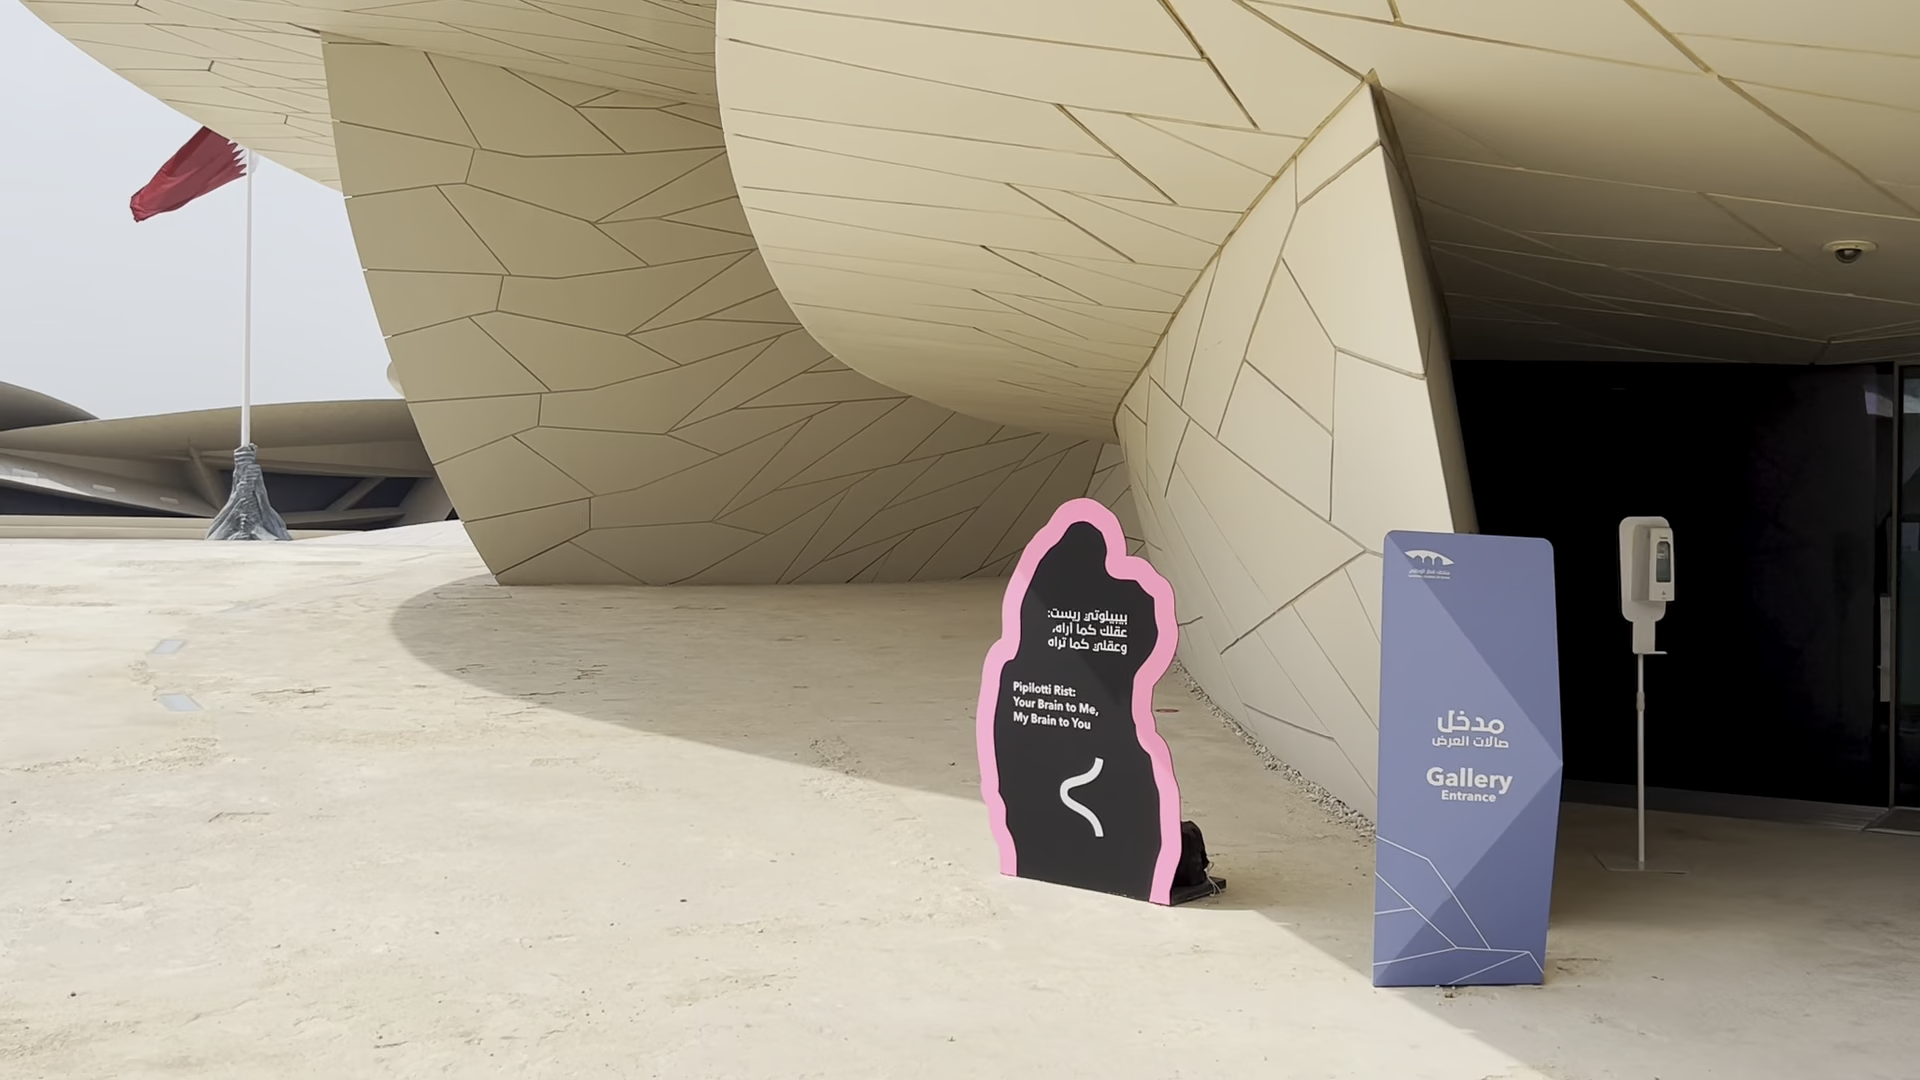 بيبيلوتي ريست:
عقلك كما أراه،
وعقلي كما تراه
Pipilotti Rist:
Your Brain to Me,
My Brain to You
مدخل
صالات العرض
Gallery
Entrance